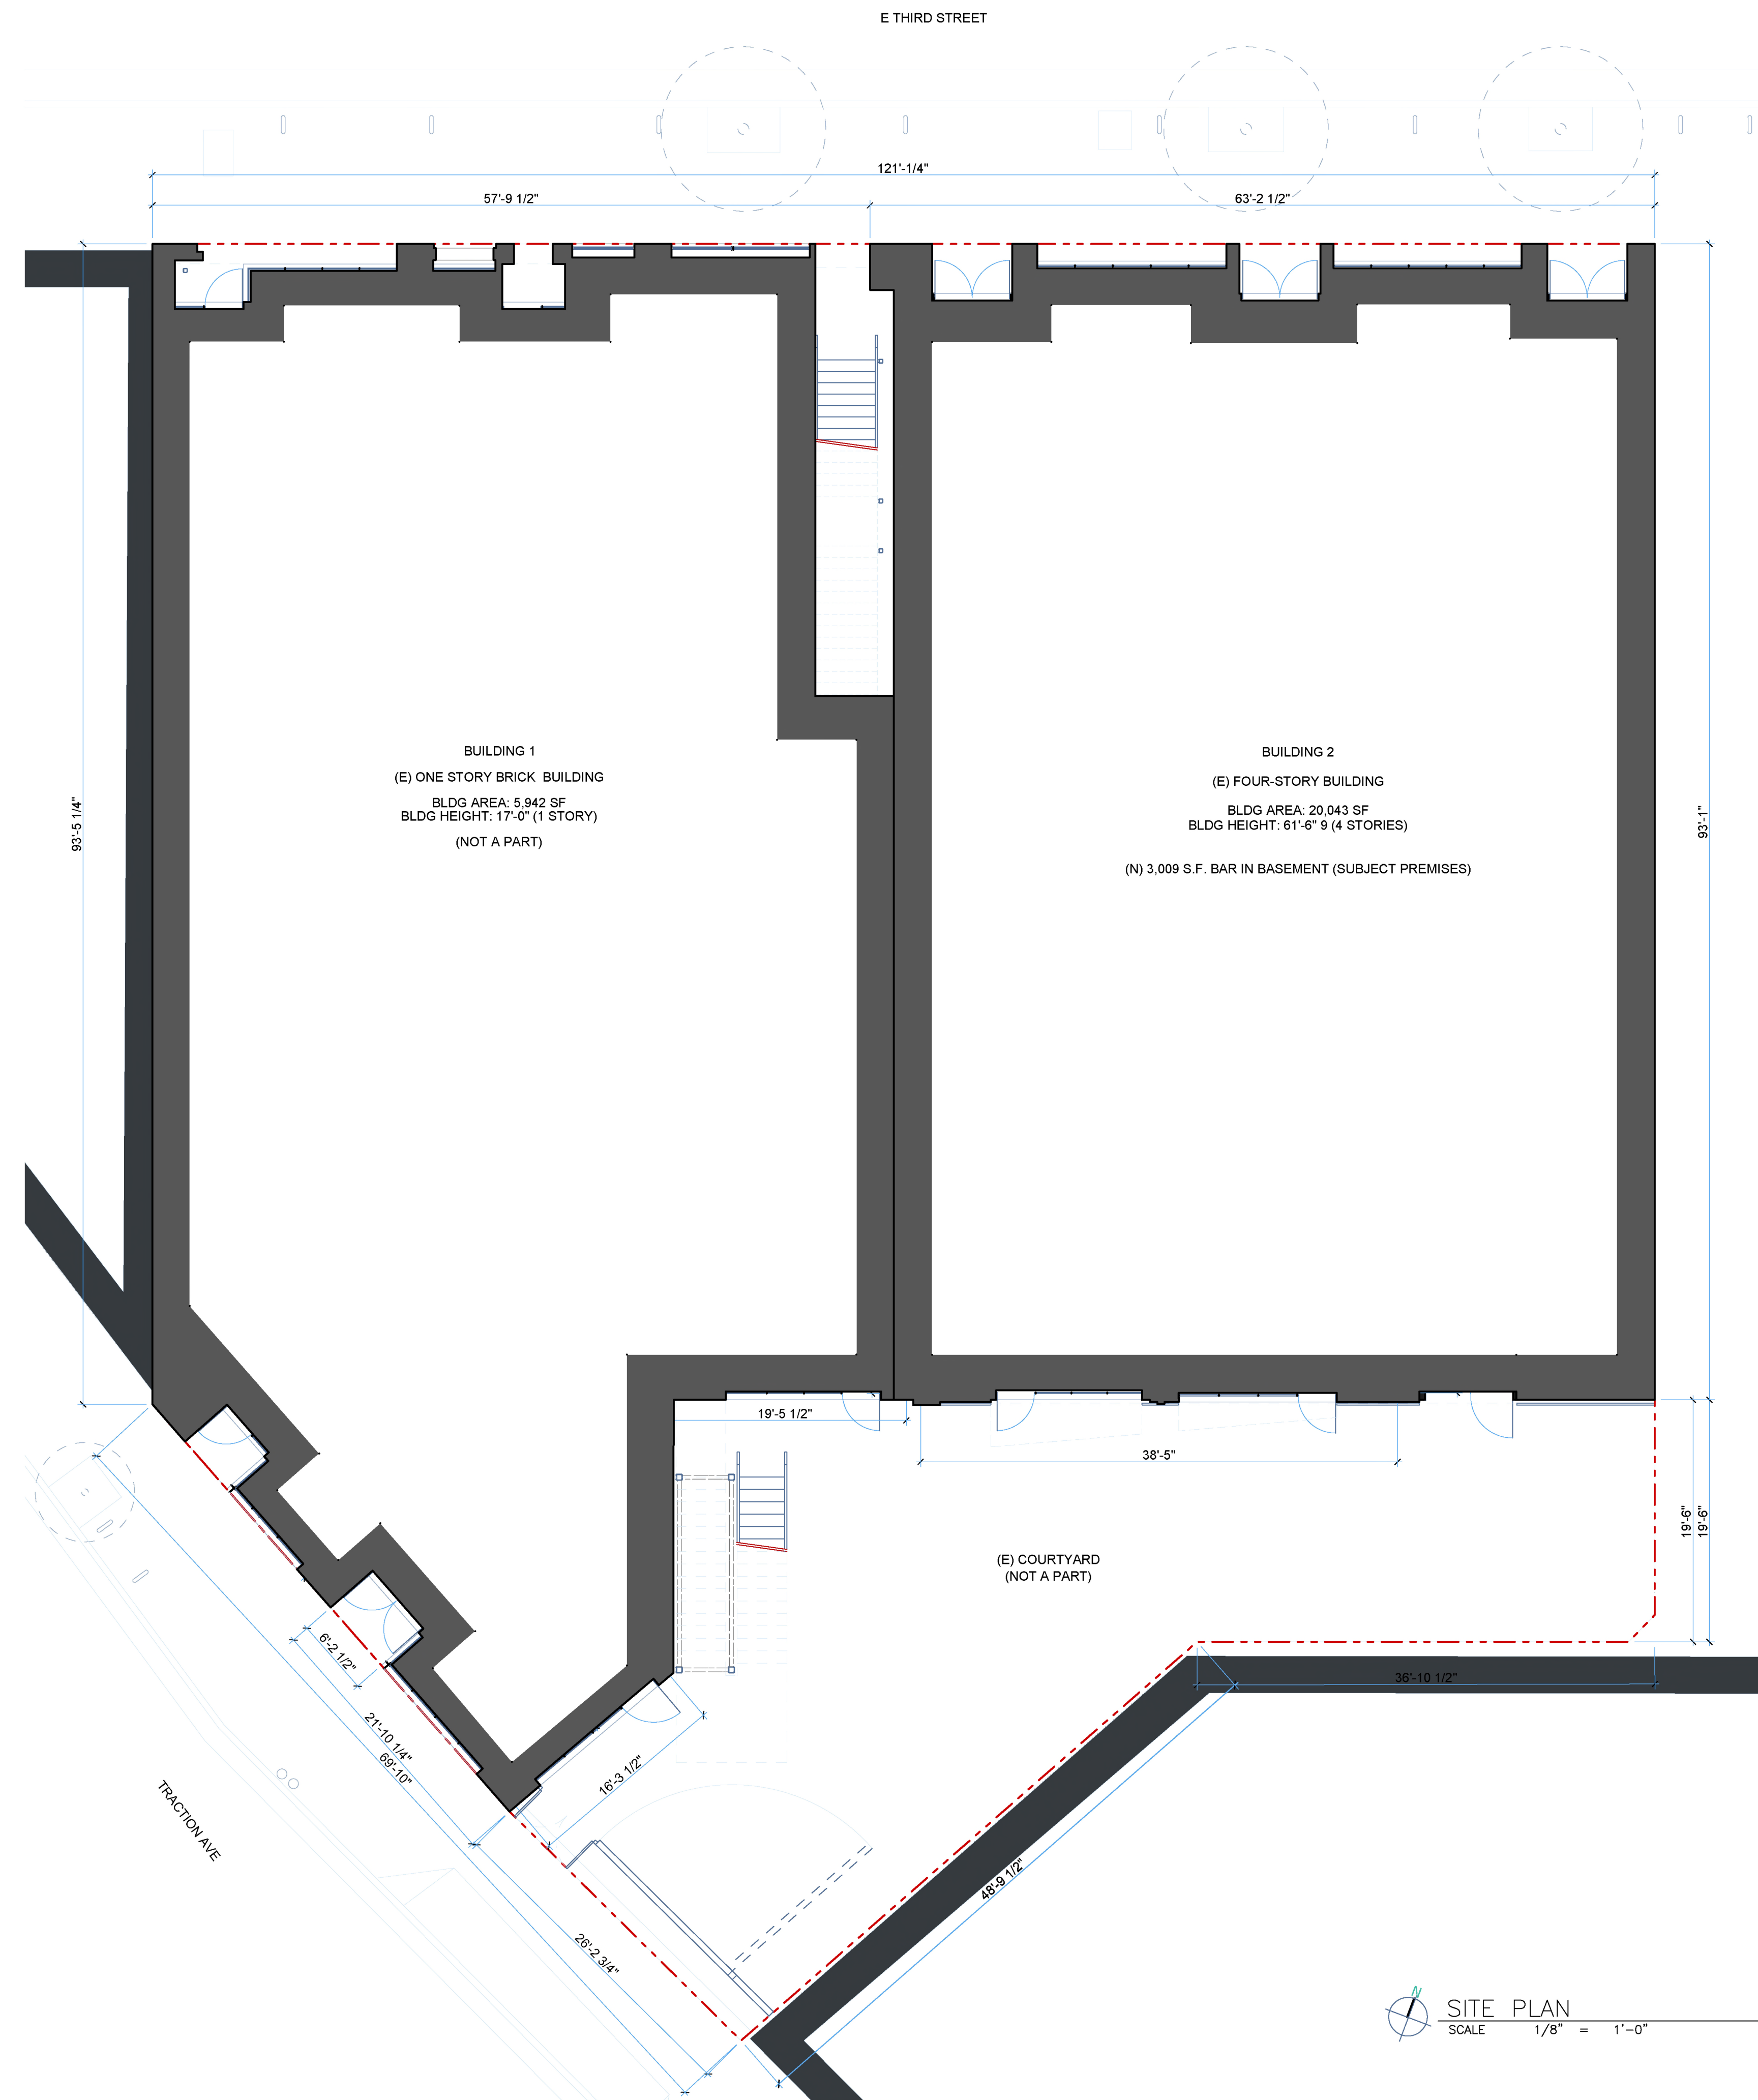 E THIRD STREET
121'-1/4"
57'-9 1/2"
63'-2 1/2"
BUILDING 1
(E) ONE STORY BRICK BUILDING
BLDG AREA: 5,942 SF
BLDG HEIGHT: 17'-0" (1 STORY)
(NOT A PART)
BUILDING 2
(E) FOUR-STORY BUILDING
BLDG AREA: 20,043 SF
BLDG HEIGHT: 61'-6" 9 (4 STORIES)
(N) 3,009 S.F. BAR IN BASEMENT (SUBJECT PREMISES)
93'-5 1/4"
93'-1"
19'-5 1/2"
38'-5"
19'-6"
19'-6"
(E) COURTYARD
(NOT A PART)
6'-2 1/2"
36'-10 1/2"
21'-10 1/4"
69'-10"
16'-3 1/2"
TRACTION AVE
48'-9 1/2"
26'-2 3/4"
N
SITE PLAN
SCALE 1/8" = 1'-0"